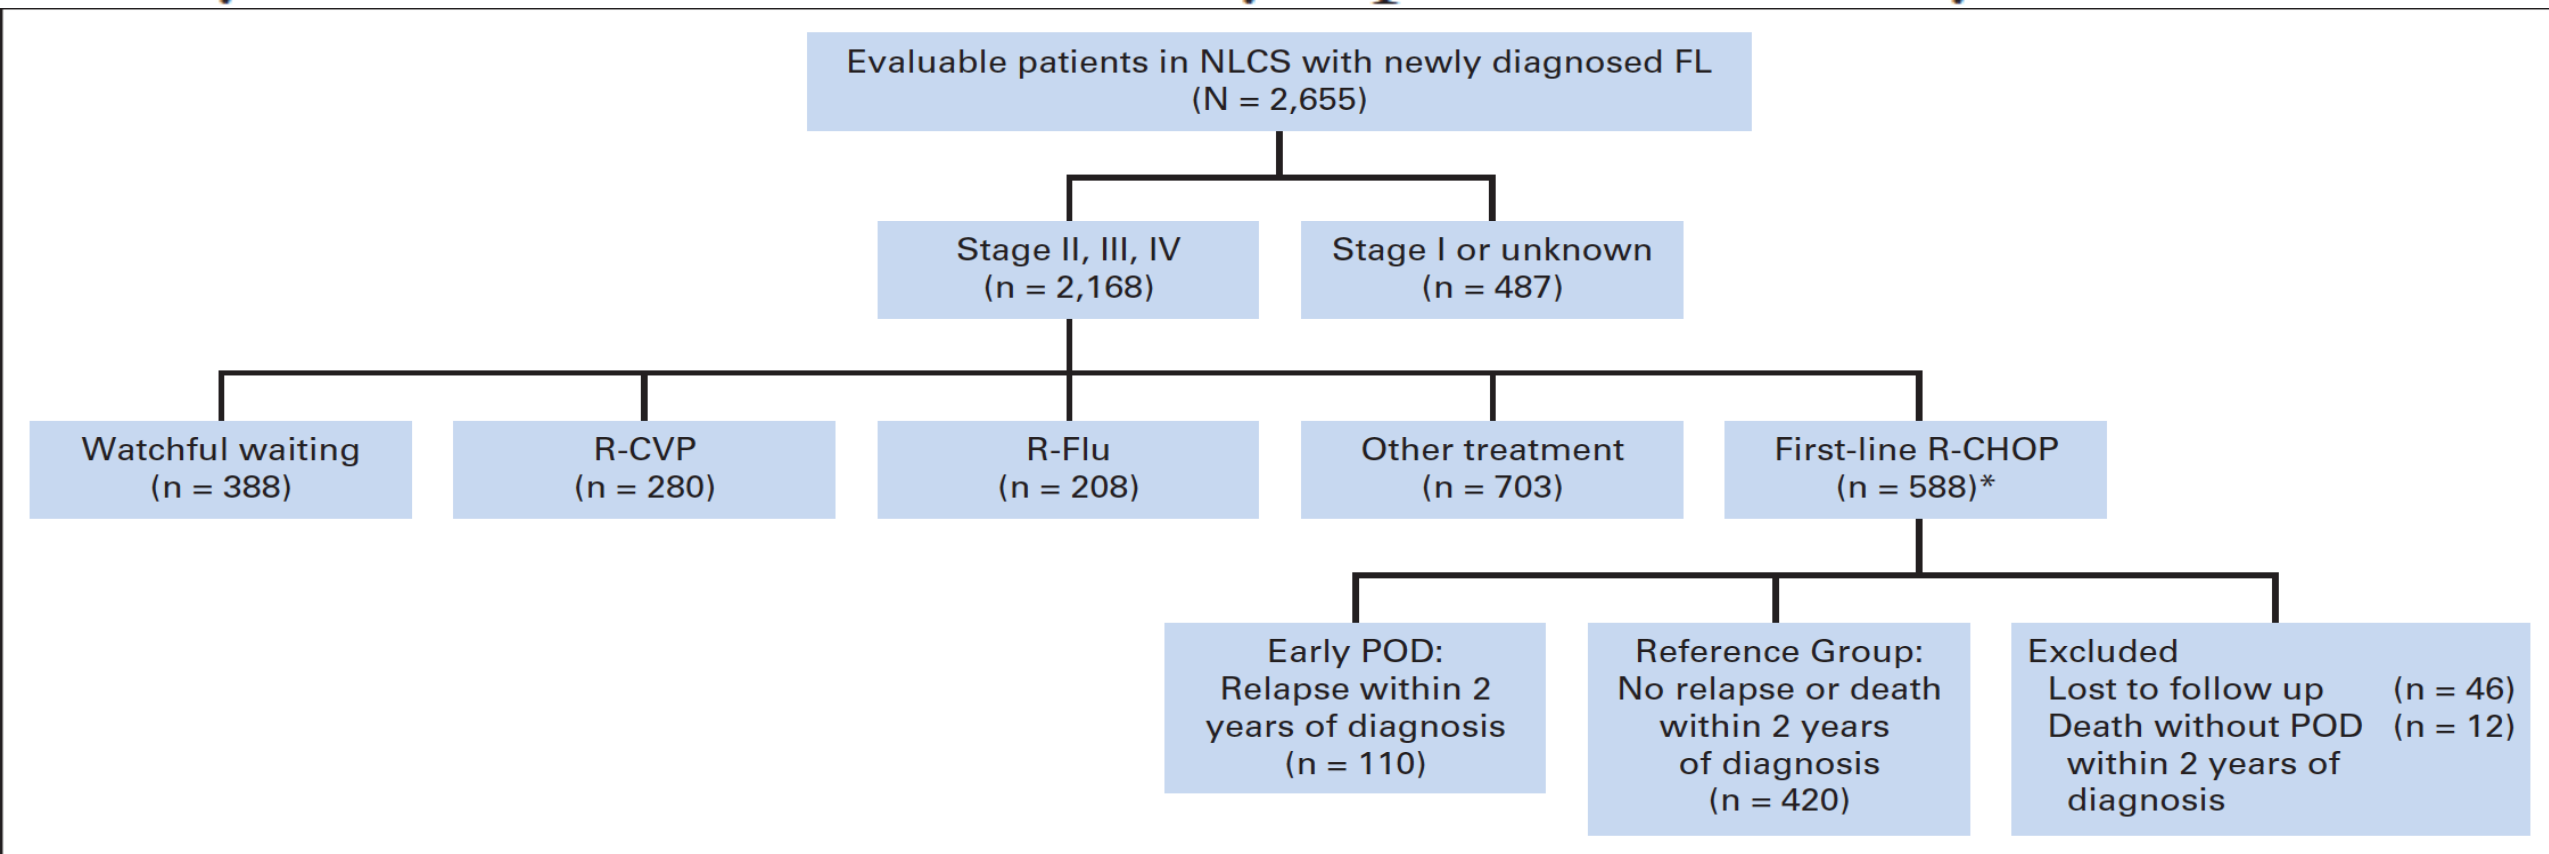 Evaluable patients in NLCS with newly diagnosed FL
(N = 2,655)
Stage II, III, IV
(n = 2,168)
Stage I or unknown
(n = 487)
Watchful waiting
(n = 388)
R-CVP
(n = 280)
R-Flu
(n = 208)
Other treatment
(n = 703)
First-line R-CHOP
(n = 588)*
Early POD:
Relapse within 2
years of diagnosis
(n = 110)
Reference Group:
No relapse or death
within 2 years
of diagnosis
(n = 420)
Excluded
Lost to follow up (n = 46)
Death without POD (n = 12)
within 2 years of
diagnosis